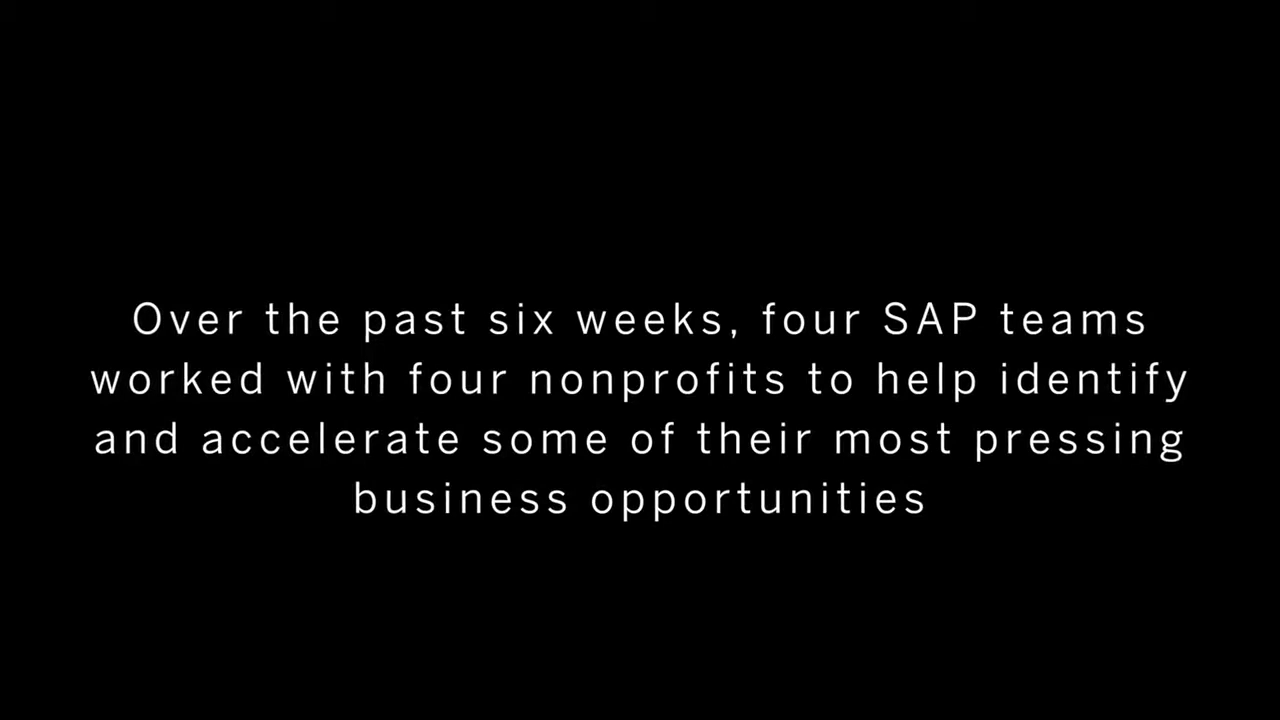 Over the past six weeks, four SAP teams
worked with four nonprofits to help identify
and accelerate some of their most pressing
business opportunities